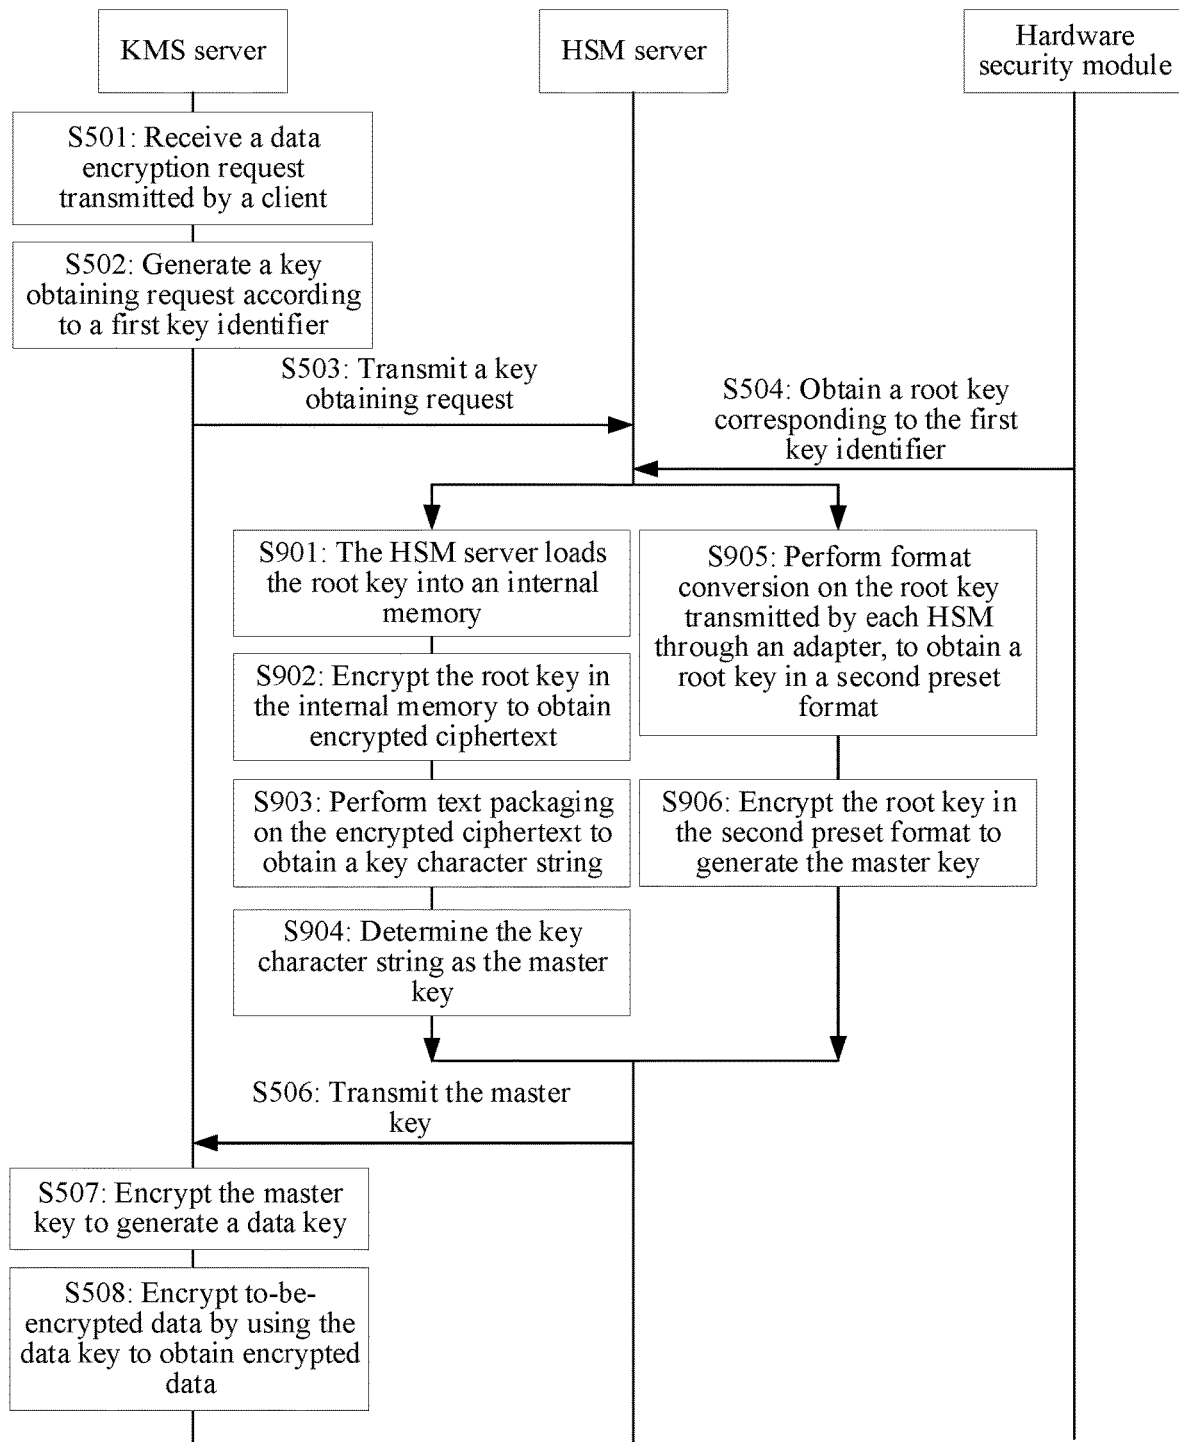 KMS server
HSM server
Hardware
security module
S501: Receive a data
encryption request
transmitted by a client
S502: Generate a key
obtaining request according
to a first key identifier
S503: Transmit a key
obtaining request
S504: Obtain a root key
corresponding to the first
key identifier
S901: The HSM server loads
the root key into an internal
memory
S902: Encrypt the root key in
the internal memory to obtain
encrypted ciphertext
S903: Perform text packaging
on the encrypted ciphertext to
obtain a key character string
S904: Determine the key
character string as the master
key
S905: Perform format
conversion on the root key
transmitted by each HSM
through an adapter, to obtain a
root key in a second preset
format
S906: Encrypt the root key in
the second preset format to
generate the master key
S506: Transmit the master
key
S507: Encrypt the master
key to generate a data key
S508: Encrypt to-be-
encrypted data by using the
data key to obtain encrypted
data